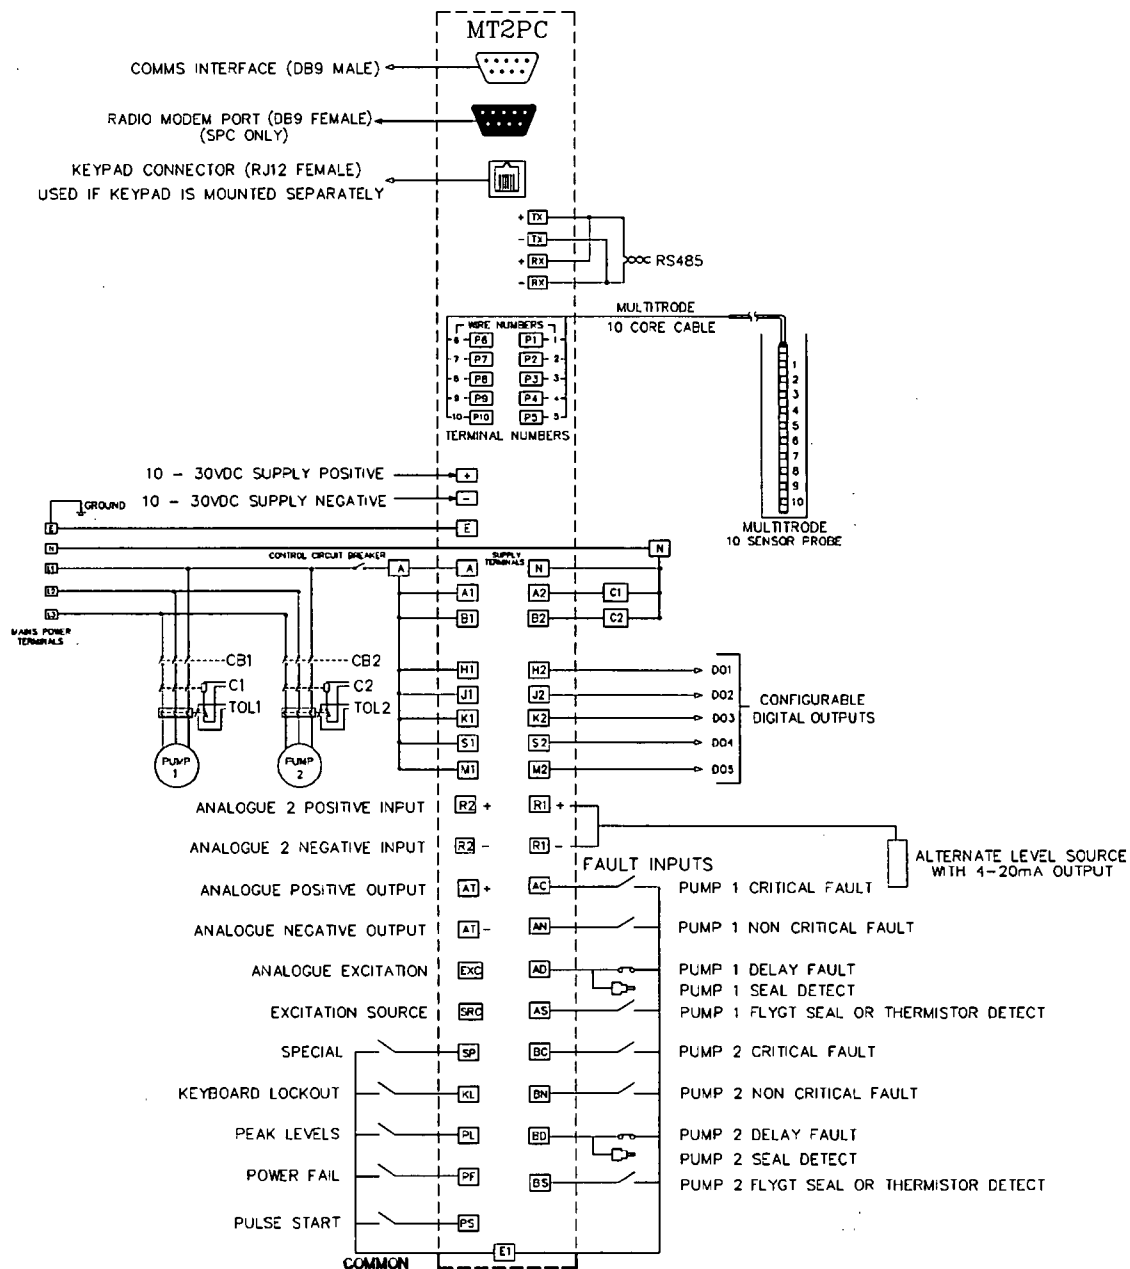 MT2PC
COMMS INTERFACE (DB9 MALE)
RADIO MODEM PORT (DB9 FEMALE)
(SPC ONLY)
KEYPAD CONNECTOR (RJ12 FEMALE)
USED IF KEYPAD IS MOUNTED SEPARATELY
+ TX
- TX
+ RX
- RX
RS485
MULTITRODE
10 CORE CABLE
WIRE NUMBERS
6 P6 P1 1
7 P7 P2 2
8 P8 P3 3
9 P9 P4 4
10 P10 P5 5
TERMINAL NUMBERS
1
2
3
4
5
6
7
8
9
10
MULTITRODE
10 SENSOR PROBE
10 - 30VDC SUPPLY POSITIVE +
10 - 30VDC SUPPLY NEGATIVE -
GROUND
E E
N N
CONTROL CIRCUIT BREAKER
SUPPLY
TERMINALS
L1 A A N
L2 A1 A2 C1
L3 B1 B2 C2
MAINS POWER
TERMINALS
CB1 CB2
C1 C2
TOL1 TOL2
PUMP
1
PUMP
2
H1 H2 DO1
J1 J2 DO2
K1 K2 DO3
S1 S2 DO4
M1 M2 DO5
CONFIGURABLE
DIGITAL OUTPUTS
ANALOGUE 2 POSITIVE INPUT R2 + R1 +
ANALOGUE 2 NEGATIVE INPUT R2 - R1 -
ALTERNATE LEVEL SOURCE
WITH 4-20mA OUTPUT
FAULT INPUTS
ANALOGUE POSITIVE OUTPUT AT + AC PUMP 1 CRITICAL FAULT
ANALOGUE NEGATIVE OUTPUT AT - AN PUMP 1 NON CRITICAL FAULT
ANALOGUE EXCITATION EXC AD PUMP 1 DELAY FAULT
PUMP 1 SEAL DETECT
EXCITATION SOURCE SRC AS PUMP 1 FLYGT SEAL OR THERMISTOR DETECT
SPECIAL SP BC PUMP 2 CRITICAL FAULT
KEYBOARD LOCKOUT KL BN PUMP 2 NON CRITICAL FAULT
PEAK LEVELS PL BD PUMP 2 DELAY FAULT
PUMP 2 SEAL DETECT
POWER FAIL PF BS PUMP 2 FLYGT SEAL OR THERMISTOR DETECT
PULSE START PS
E1
COMMON